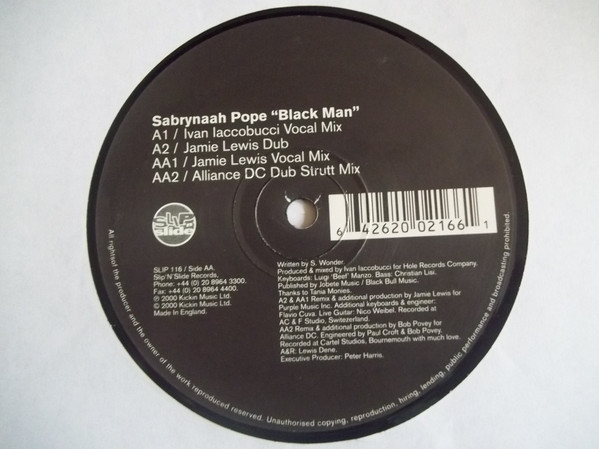 Sabrynaah Pope “Black Man”
A1 / Ivan Iaccobucci Vocal Mix
A2 / Jamie Lewis Dub
AA1 / Jamie Lewis Vocal Mix
AA2 / Alliance DC Dub Strutt Mix
6 42620 02166 1
SLIP
Slide
SLIP 116 / Side AA.
Slip'N'Slide Records,
Phone: +44 (0) 20 8964 3300.
Fax: +44 (0) 20 8964 4400.
℗ 2000 Kickin Music Ltd.
© 2000 Kickin Music Ltd.
Made In England.
Written by S. Wonder.
Produced & mixed by Ivan Iaccobucci for Hole Records Company.
Keyboards: Luigi 'Beef' Manzo. Bsss: Christian Lisi.
Published by Jobete Music / Black Bull Music.
Thanks to Tania Monies.
A2 & AA1 Remix & additional production by Jamie Lewis for
Purple Music Inc. Additional keyboards & engineer:
Flavio Cuva. Live Guitar: Nico Weibel. Recorded at
AC & F Studio, Switezerland.
AA2 Remix & additional production by Bob Povey for
Alliance DC. Engineered by Paul Croft & Bob Povey.
Recorded at Cartel Studios, Bournemouth with much love.
A&R: Lewis Dene.
Executive Producer: Peter Harris.
All rightsof the producer and the owner of the work reproduced reserved. Unauthorised copying, reproduction, hiring, lending, public performance and broadcasting prohibited.